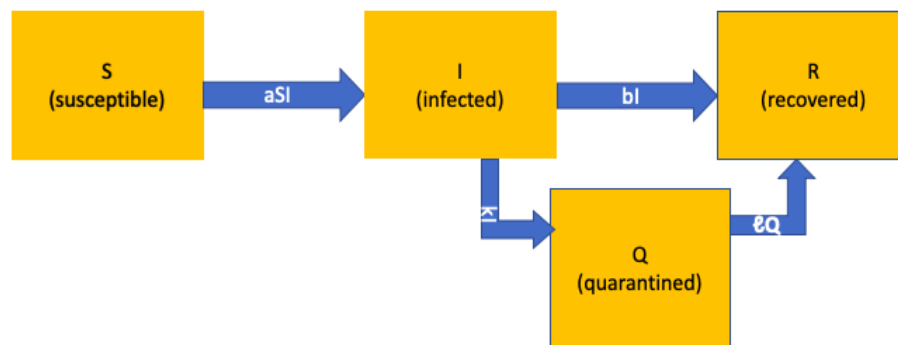 S
(susceptible)
aSI
I
(infected)
bI
R
(recovered)
kI
Q
(quarantined)
ℓQ